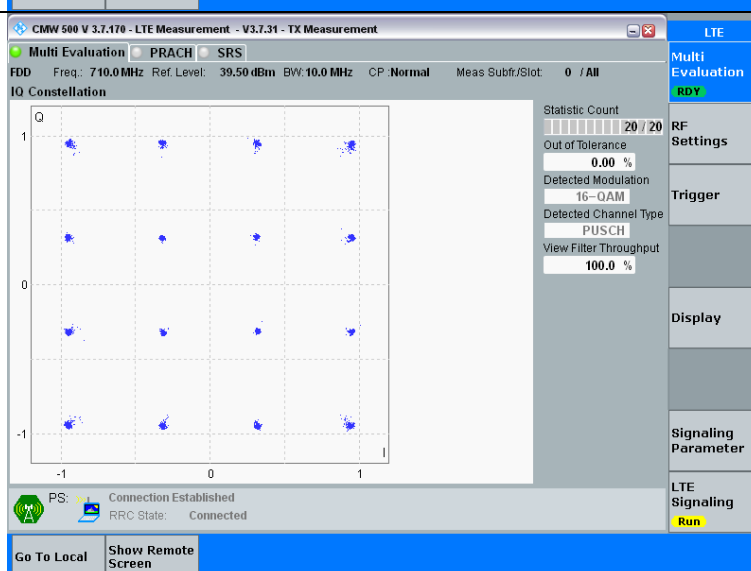 CMW 500 V 3.7.170 - LTE Measurement - V3.7.31 - TX Measurement
Multi Evaluation PRACH SRS
FDD Freq.: 710.0 MHz Ref. Level: 39.50 dBm BW: 10.0 MHz CP :Normal Meas Subfr./Slot: 0 / All
IQ Constellation
Q
1
0
-1
-1 0 1
I
Statistic Count
20 / 20
Out of Tolerance
0.00 %
Detected Modulation
16-QAM
Detected Channel Type
PUSCH
View Filter Throughput
100.0 %
LTE
Multi
Evaluation
RDY
RF
Settings
Trigger
Display
Signaling
Parameter
LTE
Signaling
Run
PS: Connection Established
RRC State: Connected
Go To Local
Show Remote
Screen